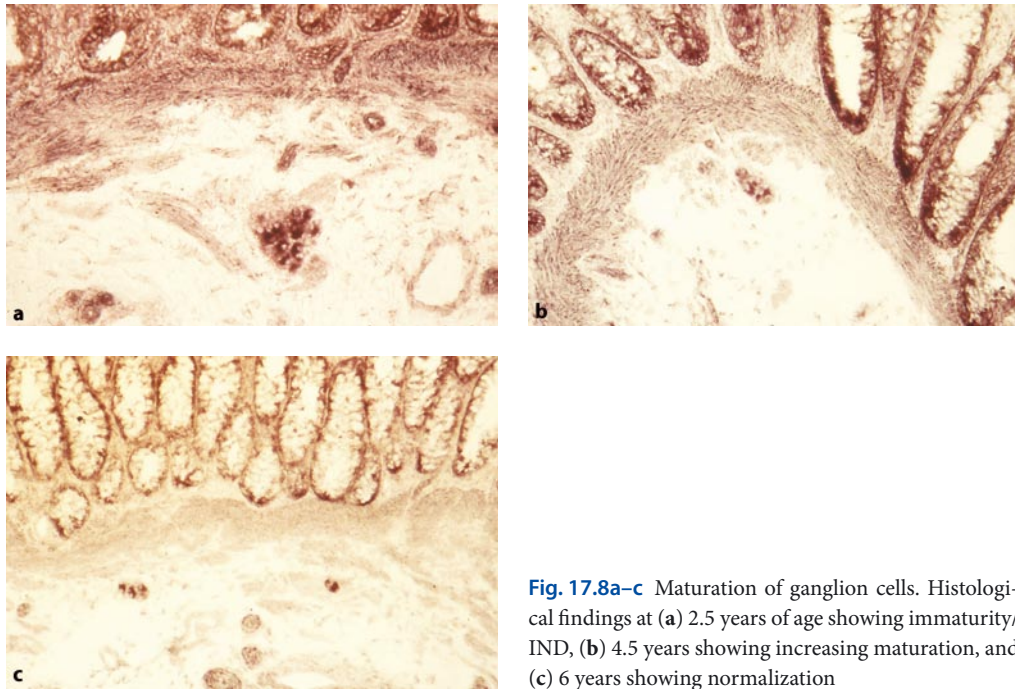 a
b
c
Fig. 17.8a–c Maturation of ganglion cells. Histologi-
cal findings at (a) 2.5 years of age showing immaturity/
IND, (b) 4.5 years showing increasing maturation, and
(c) 6 years showing normalization